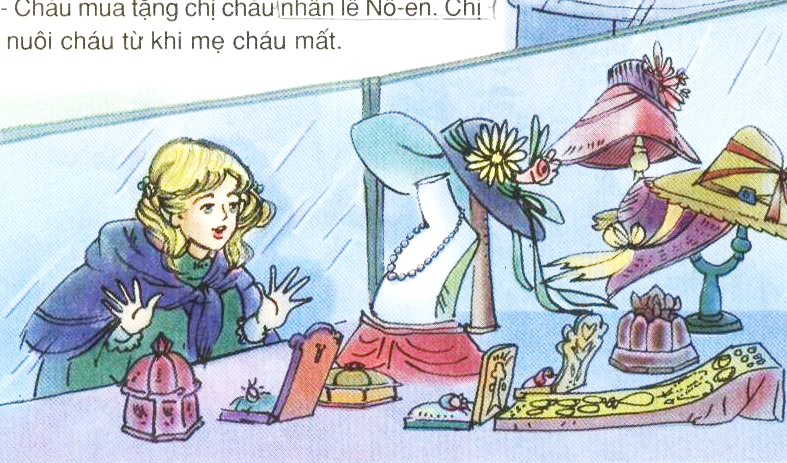 - Cháu mua tặng chị cháu nhân lễ Nô-en. Chị
nuôi cháu từ khi mẹ cháu mất.